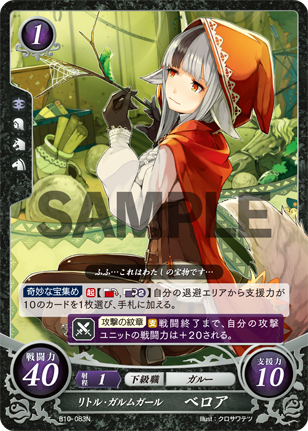 1
SAMPLE
ふふ…これはわたしの宝物です…
奇妙な宝集め 起 自分の退避エリアから支援力が
10のカードを1枚選び、手札に加える。
攻撃の紋章 支 戦闘終了まで、自分の攻撃
ユニットの戦闘力は+20される。
戦闘力
40
射程 1 下級職 ガルー
支援力
10
リトル・ガルムガール ベロア
B10-083N
Illust:クロサワテツ